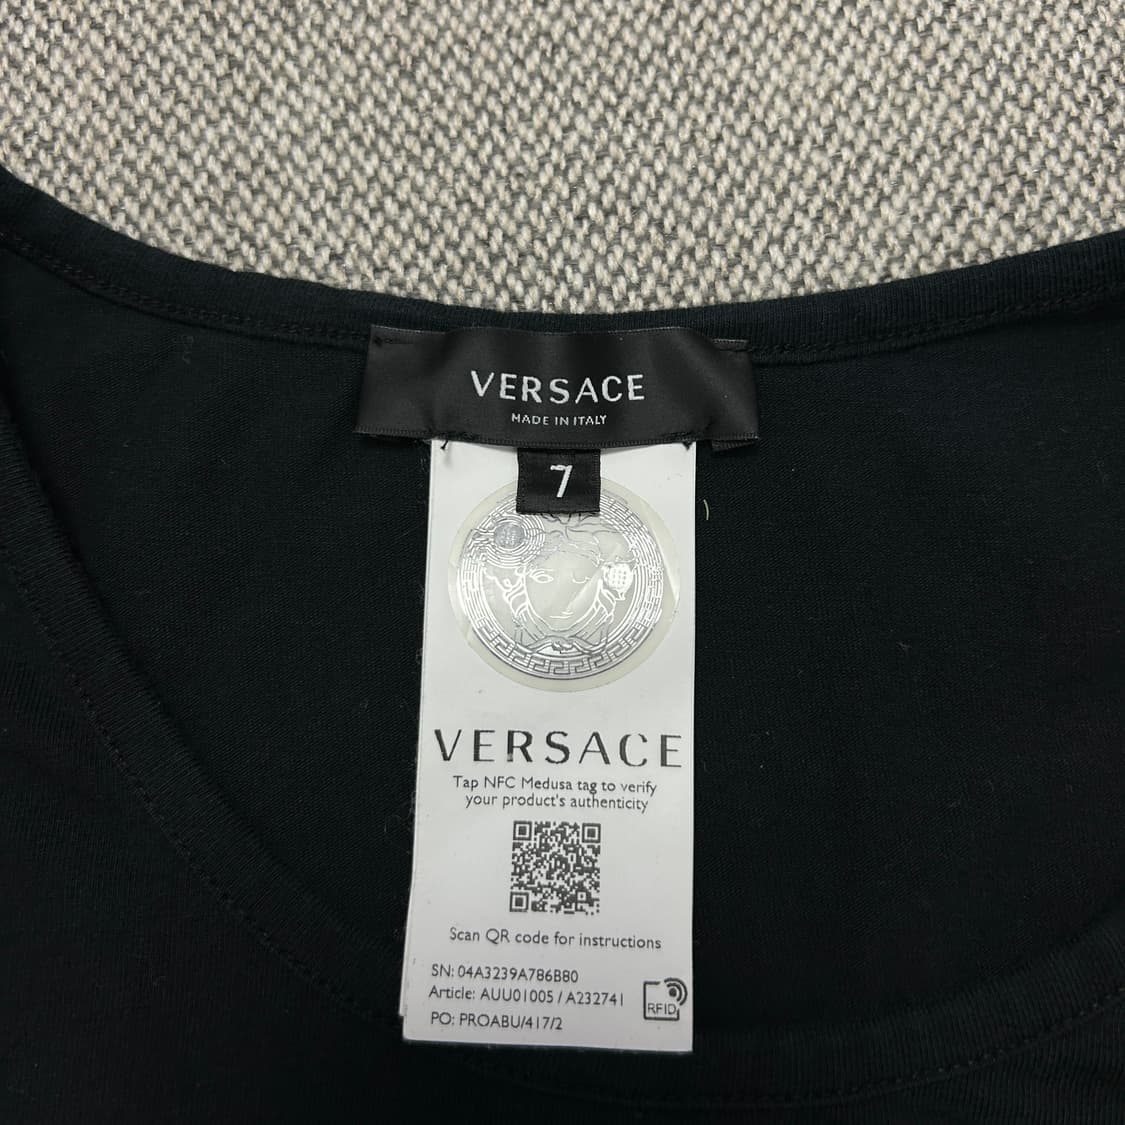 VERSACE
MADE IN ITALY
7
VERSACE
Tap NFC Medusa tag to verify
your product's authenticity
Scan QR code for instructions
SN: 04A3239A786B80
Article: AUU01005 / A232741
PO: PROABU/417/2
RFID